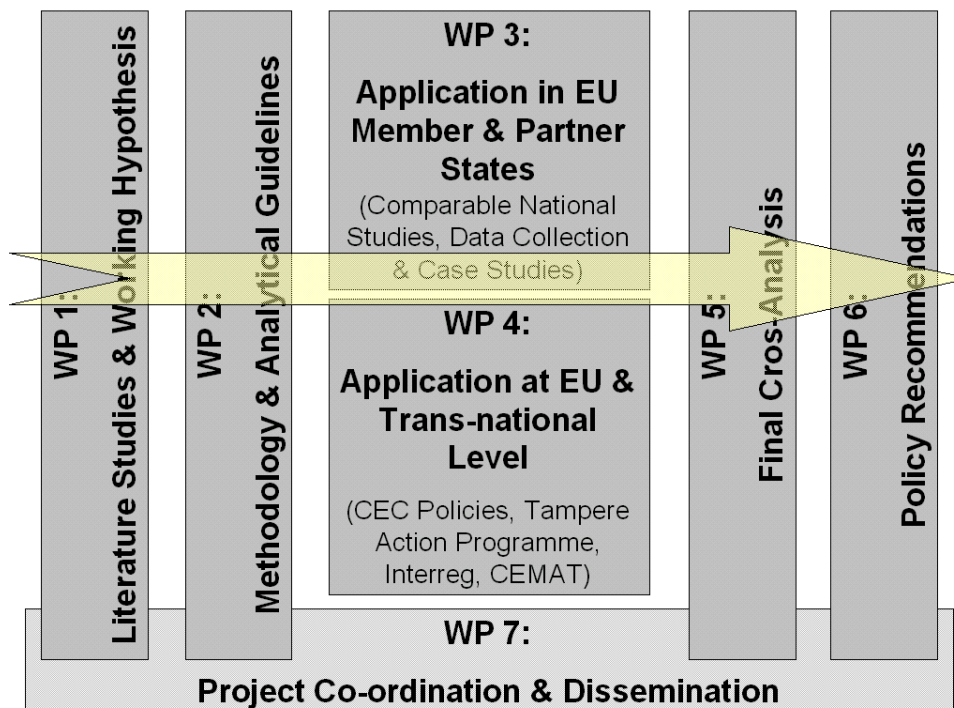 WP 1:
Literature Studies & Working Hypothesis
WP 2:
Methodology & Analytical Guidelines
WP 3:
Application in EU
Member & Partner
States
(Comparable National
Studies, Data Collection
& Case Studies)
WP 4:
Application at EU &
Trans-national
Level
(CEC Policies, Tampere
Action Programme,
Interreg, CEMAT)
WP 5:
Final Cros-Analysis
WP 6:
Policy Recommendations
WP 7:
Project Co-ordination & Dissemination